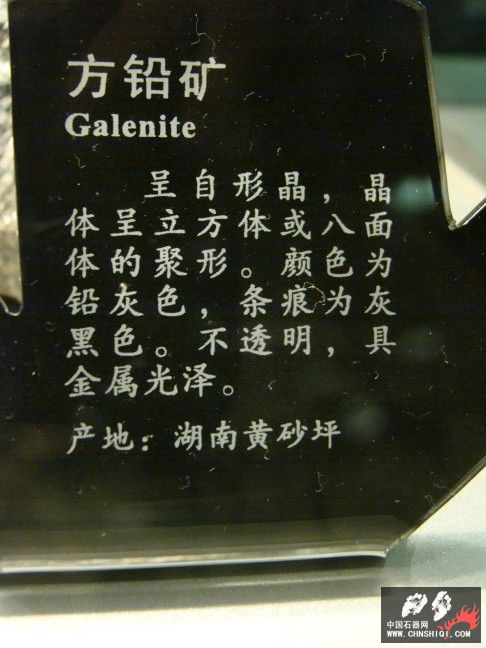 方铅矿
Galenite
呈自形晶，晶
体呈立方体或八面
体的聚形。颜色为
铅灰色，条痕为灰
黑色。不透明，具
金属光泽。
产地：湖南黄砂坪
中国石器网
WWW.CHNSHIQI.COM